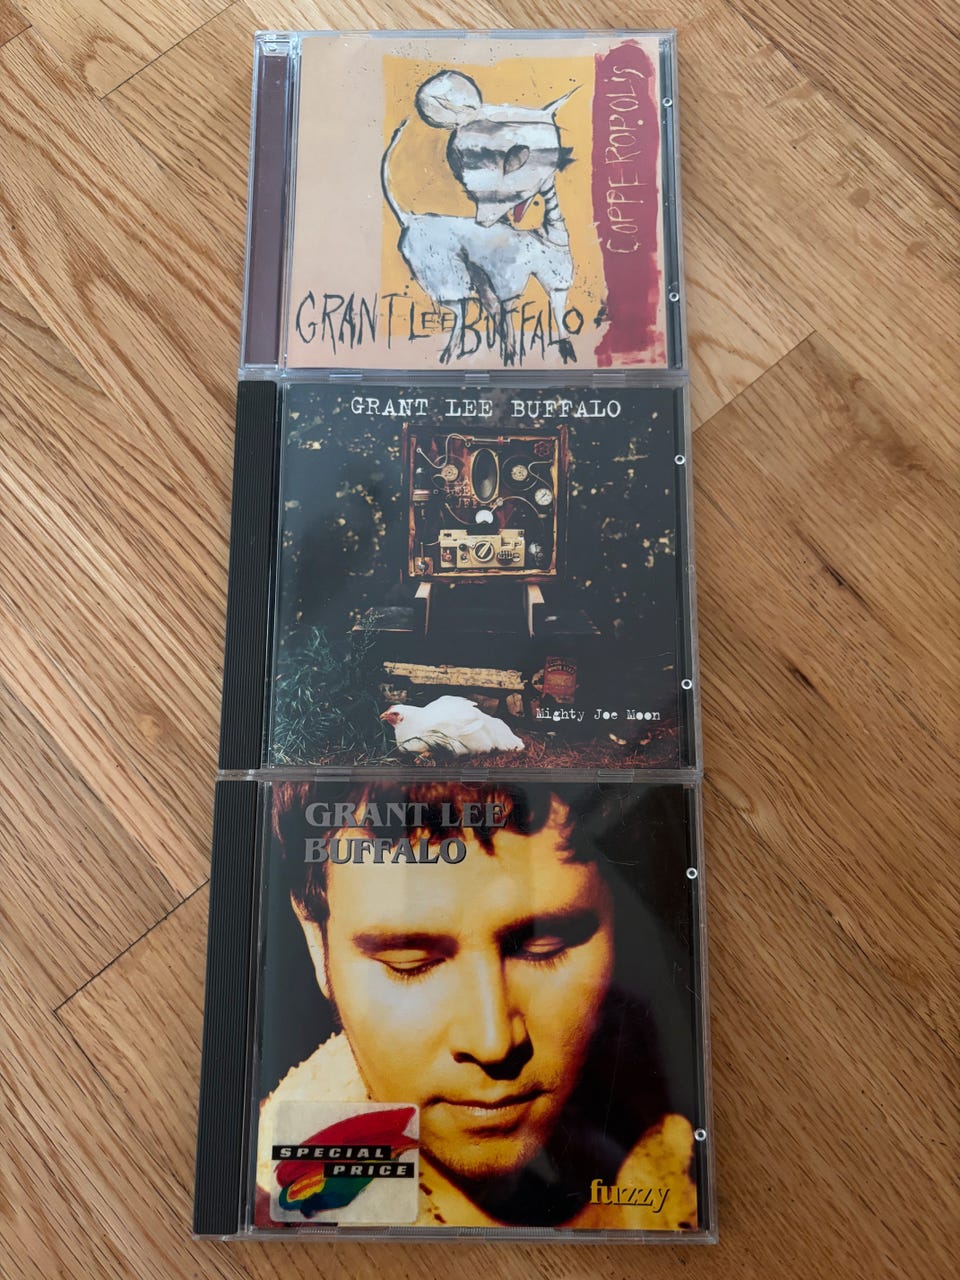 COPPEROPOLIS
GRANT LEE BUFFALO
GRANT LEE BUFFALO
Mighty Joe Moon
GRANT LEE
BUFFALO
SPECIAL
PRICE
fuzzy